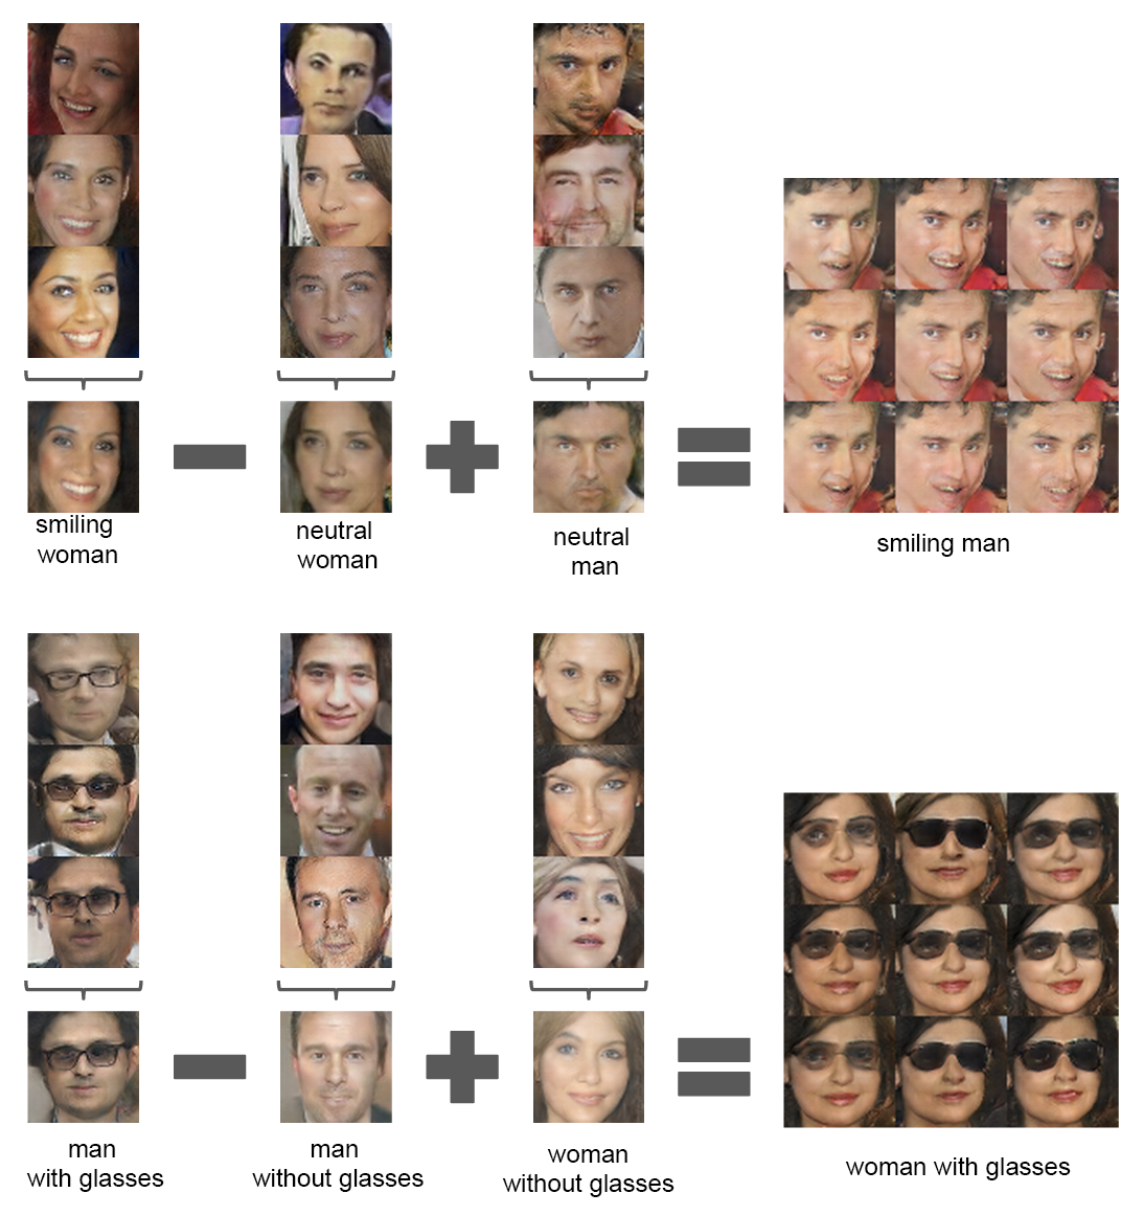 smiling
woman
neutral
woman
neutral
man
smiling man
man
with glasses
man
without glasses
woman
without glasses
woman with glasses